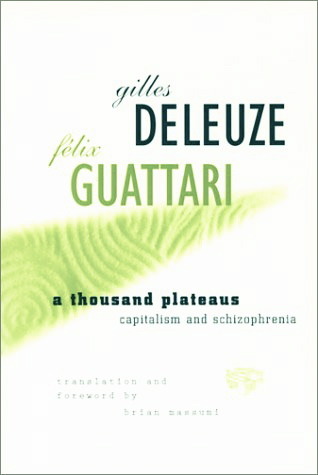 gilles
DELEUZE
félix
GUATTARI
a thousand plateaus
capitalism and schizophrenia
translation and
foreword by
brian massumi